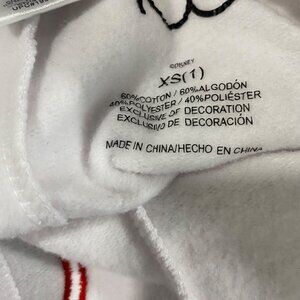 ©DISNEY
XS(1)
60%COTTON / 60%ALGODÓN
40%POLYESTER / 40%POLIÉSTER
EXCLUSIVE OF DECORATION
EXCLUSIVO DE DECORACIÓN
MADE IN CHINA/HECHO EN CHINA